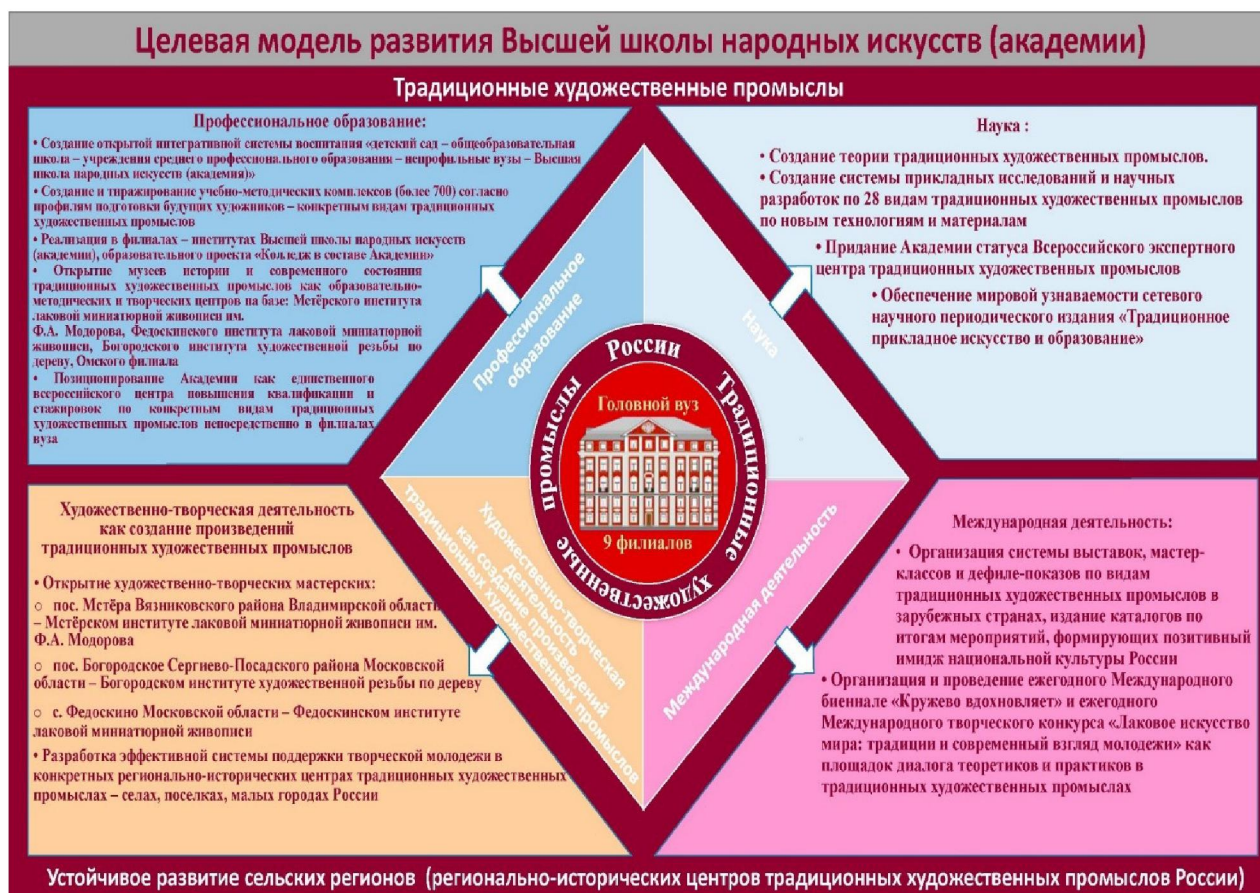 Целевая модель развития Высшей школы народных искусств (академии)
Традиционные художественные промыслы
Профессиональное образование:
• Создание открытой интегративной системы воспитания «детский сад – общеобразовательная
школа – учреждения среднего профессионального образования – непрофильные вузы – Высшая
школа народных искусств (академия)»
• Создание и тиражирование учебно-методических комплексов (более 700) согласно
профилям подготовки будущих художников – конкретным видам традиционных
художественных промыслов
• Реализация в филиалах – институтах Высшей школы народных искусств
(академии), образовательного проекта «Колледж в составе Академии»
• Открытие музеев истории и современного состояния
традиционных художественных промыслов как образовательно-
методических и творческих центров на базе: Мстёрского института
лаковой миниатюрной живописи им.
Ф.А. Модорова, Федоскинского института лаковой миниатюрной
живописи, Богородского института художественной резьбы по
дереву, Омского филиала
• Позиционирование Академии как единственного
всероссийского центра повышения квалификации и
стажировок по конкретным видам традиционных
художественных промыслов непосредственно в филиалах
вуза
Наука :
• Создание теории традиционных художественных промыслов.
• Создание системы прикладных исследований и научных
разработок по 28 видам традиционных художественных промыслов
по новым технологиям и материалам
• Придание Академии статуса Всероссийского экспертного
центра традиционных художественных промыслов
• Обеспечение мировой узнаваемости сетевого
научного периодического издания «Традиционное
прикладное искусство и образование»
Профессиональное
образование
Наука
Традиционные художественные промыслы России
Головной вуз
9 филиалов
Художественно-творческая
деятельность
как создание произведений
традиционных художественных промыслов
Международная деятельность
Художественно-творческая деятельность
как создание произведений
традиционных художественных промыслов
• Открытие художественно-творческих мастерских:
о пос. Мстёра Вязниковского района Владимирской области
– Мстёрском институте лаковой миниатюрной живописи им.
Ф.А. Модорова
о пос. Богородское Сергиево-Посадского района Московской
области – Богородском институте художественной резьбы по дереву
о с. Федоскино Московской области – Федоскинском институте
лаковой миниатюрной живописи
• Разработка эффективной системы поддержки творческой молодежи в
конкретных регионально-исторических центрах традиционных художественных
промыслах – селах, поселках, малых городах России
Международная деятельность:
• Организация системы выставок, мастер-
классов и дефиле-показов по видам
традиционных художественных промыслов в
зарубежных странах, издание каталогов по
итогам мероприятий, формирующих позитивный
имидж национальной культуры России
• Организация и проведение ежегодного Международного
биеннале «Кружево вдохновляет» и ежегодного
Международного творческого конкурса «Лаковое искусство
мира: традиции и современный взгляд молодежи» как
площадок диалога теоретиков и практиков в
традиционных художественных промыслах
Устойчивое развитие сельских регионов (регионально-исторических центров традиционных художественных промыслов России)